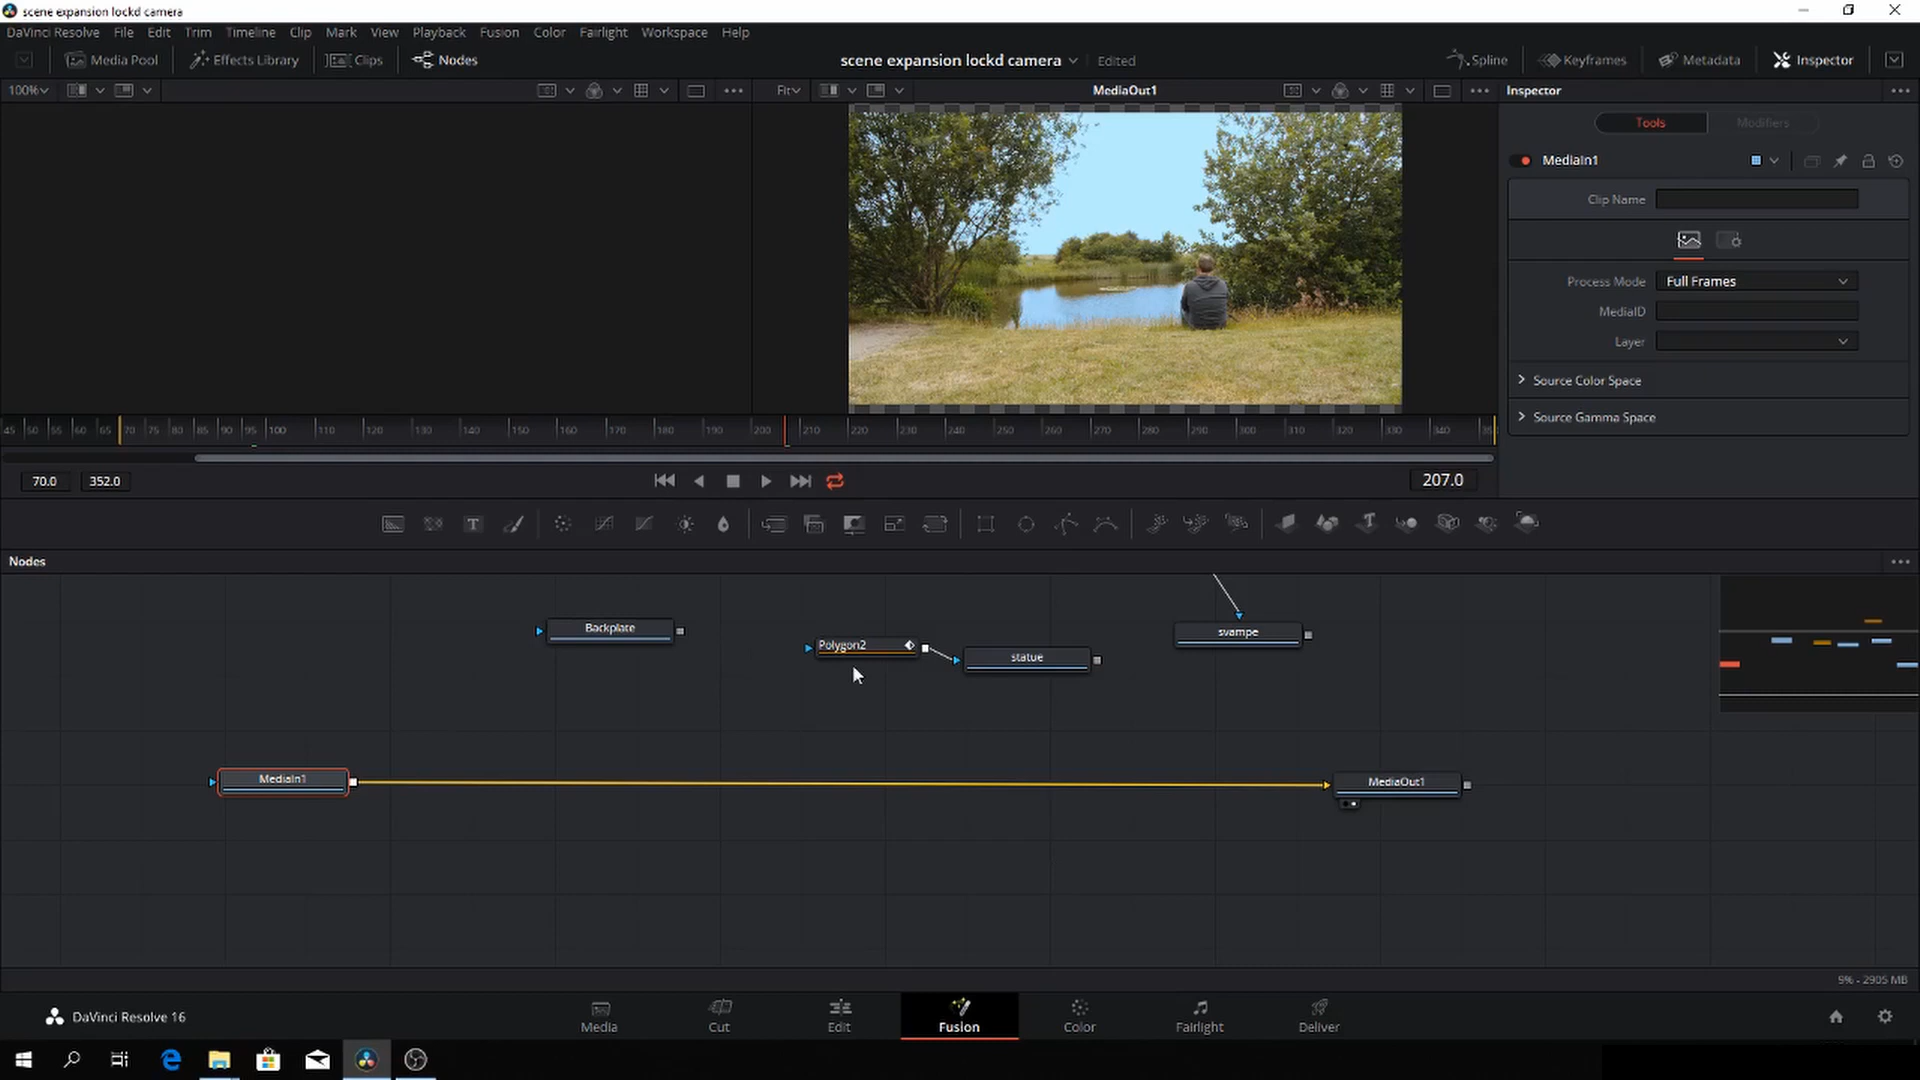 scene expansion lockd camera
DaVinci Resolve File Edit Trim Timeline Clip Mark View Playback Fusion Color Fairlight Workspace Help
Media Pool Effects Library Clips Nodes scene expansion lockd camera Edited Spline Keyframes Metadata Inspector
100% Fit MediaOut1 Inspector
Tools Modifiers
MediaIn1
Clip Name
Process Mode Full Frames
MediaID
Layer
Source Color Space
Source Gamma Space
45 50 55 60 65 70 75 80 85 90 95 100 110 120 130 140 150 160 170 180 190 200 210 220 230 240 250 260 270 280 290 300 310 320 330 340
70.0 352.0 207.0
Nodes
Backplate
Polygon2
statue
svampe
MediaIn1
MediaOut1
9% - 2905 MB
DaVinci Resolve 16
Media Cut Edit Fusion Color Fairlight Deliver